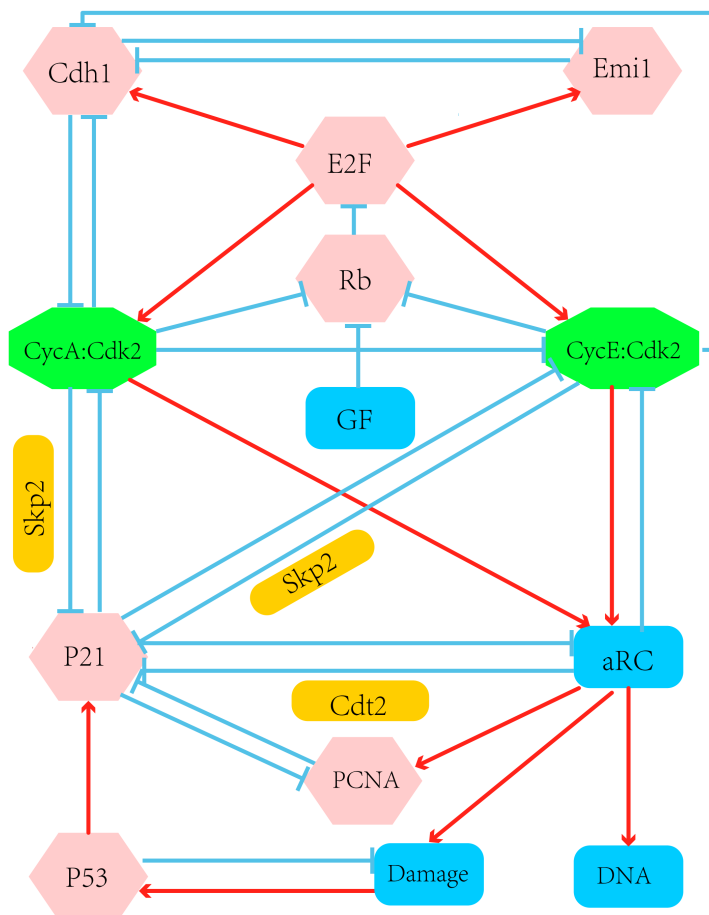 Cdh1
Emi1
E2F
Rb
CycA:Cdk2
CycE:Cdk2
GF
Skp2
Skp2
P21
aRC
Cdt2
PCNA
P53
Damage
DNA